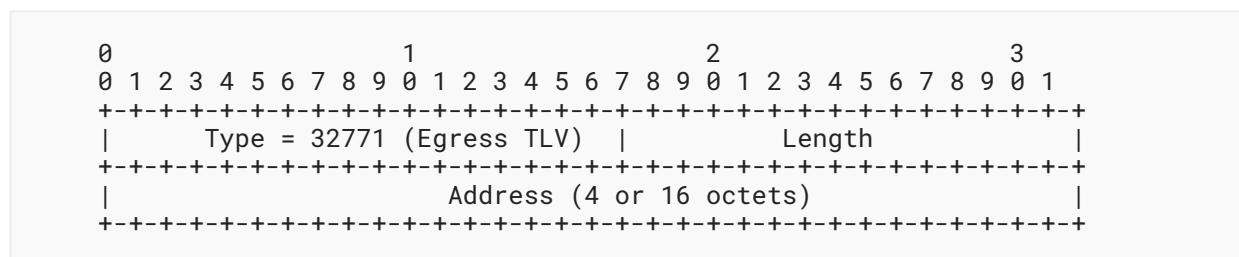 0                   1                   2                   3
0 1 2 3 4 5 6 7 8 9 0 1 2 3 4 5 6 7 8 9 0 1 2 3 4 5 6 7 8 9 0 1
+-+-+-+-+-+-+-+-+-+-+-+-+-+-+-+-+-+-+-+-+-+-+-+-+-+-+-+-+-+-+-+-+
|      Type = 32771 (Egress TLV)  |          Length             |
+-+-+-+-+-+-+-+-+-+-+-+-+-+-+-+-+-+-+-+-+-+-+-+-+-+-+-+-+-+-+-+-+
|                      Address (4 or 16 octets)                 |
+-+-+-+-+-+-+-+-+-+-+-+-+-+-+-+-+-+-+-+-+-+-+-+-+-+-+-+-+-+-+-+-+